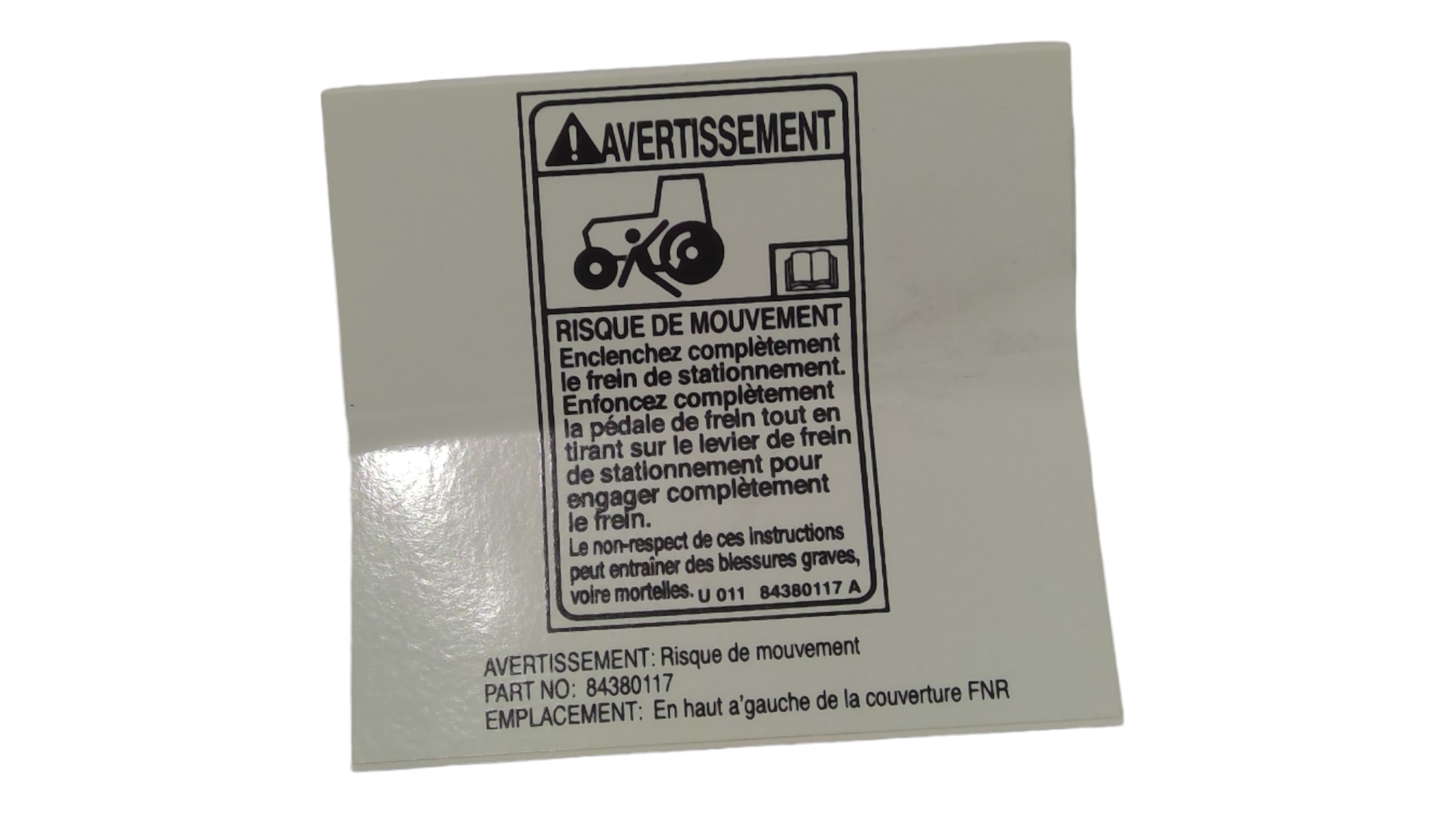 AVERTISSEMENT
RISQUE DE MOUVEMENT
Enclenchez complètement
le frein de stationnement.
Enfoncez complètement
la pédale de frein tout en
tirant sur le levier de frein
de stationnement pour
engager complètement
le frein.
Le non-respect de ces instructions
peut entraîner des blessures graves,
voire mortelles. U 011 84380117 A
AVERTISSEMENT: Risque de mouvement
PART NO: 84380117
EMPLACEMENT: En haut a'gauche de la couverture FNR